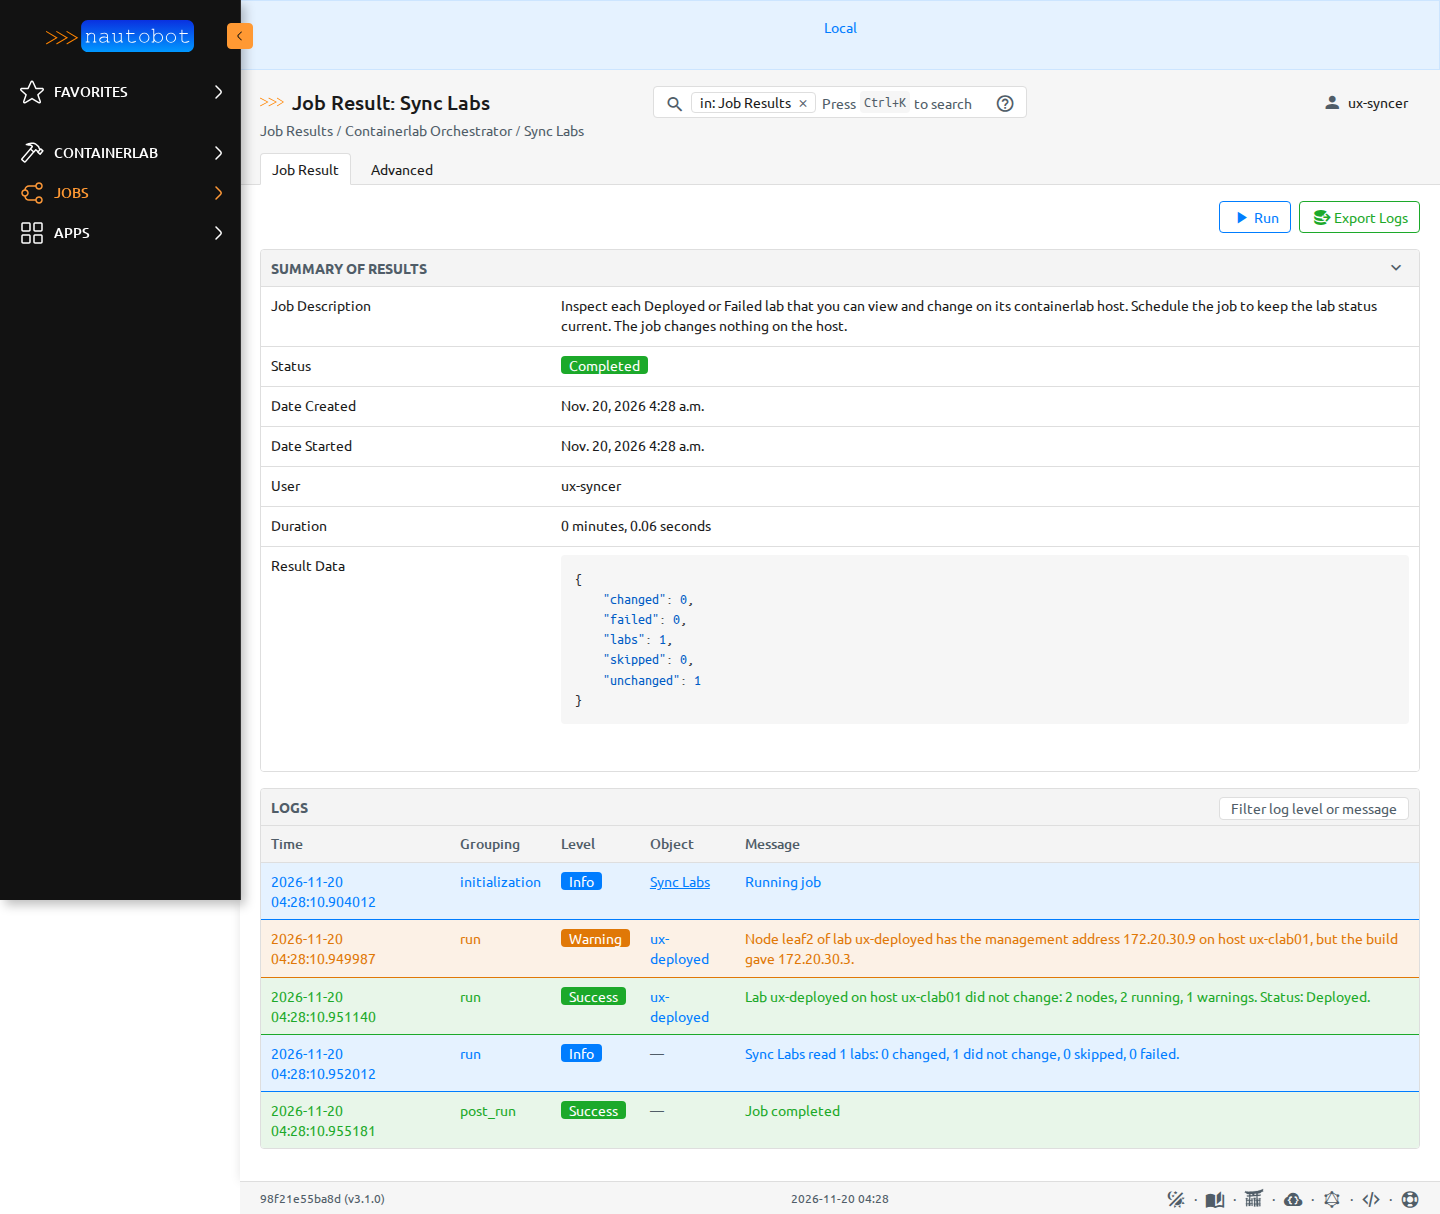 nautobot
FAVORITES
CONTAINERLAB
JOBS
APPS
Local
Job Result: Sync Labs
in: Job Results × Press Ctrl+K to search
ux-syncer
Job Results / Containerlab Orchestrator / Sync Labs
Job Result Advanced
Run Export Logs
SUMMARY OF RESULTS
Job Description Inspect each Deployed or Failed lab that you can view and change on its containerlab host. Schedule the job to keep the lab status
current. The job changes nothing on the host.
Status Completed
Date Created Nov. 20, 2026 4:28 a.m.
Date Started Nov. 20, 2026 4:28 a.m.
User ux-syncer
Duration 0 minutes, 0.06 seconds
Result Data
{
"changed": 0,
"failed": 0,
"labs": 1,
"skipped": 0,
"unchanged": 1
}
LOGS Filter log level or message
Time Grouping Level Object Message
2026-11-20 initialization Info Sync Labs Running job
04:28:10.904012
2026-11-20 run Warning ux- Node leaf2 of lab ux-deployed has the management address 172.20.30.9 on host ux-clab01, but the build
04:28:10.949987 deployed gave 172.20.30.3.
2026-11-20 run Success ux- Lab ux-deployed on host ux-clab01 did not change: 2 nodes, 2 running, 1 warnings. Status: Deployed.
04:28:10.951140 deployed
2026-11-20 run Info — Sync Labs read 1 labs: 0 changed, 1 did not change, 0 skipped, 0 failed.
04:28:10.952012
2026-11-20 post_run Success — Job completed
04:28:10.955181
98f21e55ba8d (v3.1.0) 2026-11-20 04:28